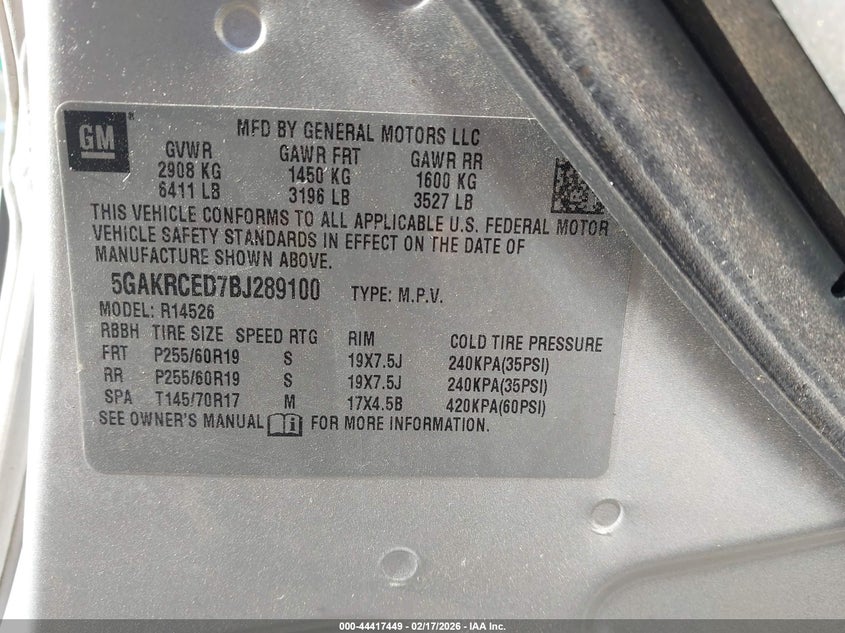 GM
MFD BY GENERAL MOTORS LLC
GVWR GAWR FRT GAWR RR
2908 KG 1450 KG 1600 KG
6411 LB 3196 LB 3527 LB
THIS VEHICLE CONFORMS TO ALL APPLICABLE U.S. FEDERAL MOTOR
VEHICLE SAFETY STANDARDS IN EFFECT ON THE DATE OF
MANUFACTURE SHOWN ABOVE.
5GAKRCED7BJ289100 TYPE: M.P.V.
MODEL: R14526
RBBH TIRE SIZE SPEED RTG RIM COLD TIRE PRESSURE
FRT P255/60R19 S 19X7.5J 240KPA(35PSI)
RR P255/60R19 S 19X7.5J 240KPA(35PSI)
SPA T145/70R17 M 17X4.5B 420KPA(60PSI)
SEE OWNER'S MANUAL FOR MORE INFORMATION.
000-44417449 - 02/17/2026 - IAA Inc.